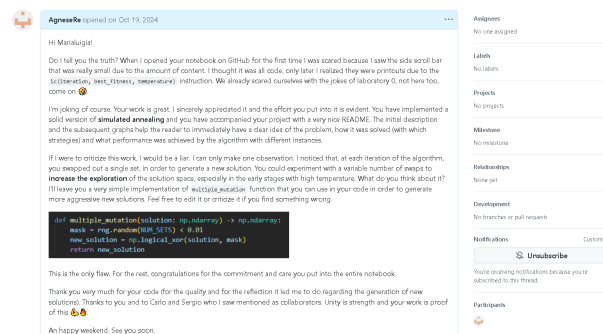 AgneseRe opened on Oct 19, 2024
Hi Marialuigia!
Do I tell you the truth? When I opened your notebook on GitHub for the first time I was scared because I saw the side scroll bar
that was really small due to the amount of content. I thought it was all code, only later I realized they were printouts due to the
ic(iteration, best_fitness, temperature) instruction. We already scared ourselves with the jokes of laboratory 0, not here too,
come on 🤣.
I'm joking of course. Your work is great. I sincerely appreciated it and the effort you put into it is evident. You have implemented a
solid version of simulated annealing and you have accompanied your project with a very nice README. The initial description
and the subsequent graphs help the reader to immediately have a clear idea of the problem, how it was solved (with which
strategies) and what performance was achieved by the algorithm with different instances.
If I were to criticize this work, I would be a liar. I can only make one observation. I noticed that, at each iteration of the algorithm,
you swapped out a single set, in order to generate a new solution. You could experiment with a variable number of swaps to
increase the exploration of the solution space, especially in the early stages with high temperature. What do you think about it?
I'll leave you a very simple implementation of multiple_mutation function that you can use in your code in order to generate
more aggressive new solutions. Feel free to edit it or criticize it if you find something wrong.
def multiple_mutation(solution: np.ndarray) -> np.ndarray:
mask = rng.random(NUM_SETS) < 0.01
new_solution = np.logical_xor(solution, mask)
return new_solution
This is the only flaw. For the rest, congratulations for the commitment and care you put into the entire notebook.
Thank you very much for your code (for the quality and for the reflection it led me to do regarding the generation of new
solutions). Thanks to you and to Carlo and Sergio who I saw mentioned as collaborators. Unity is strength and your work is proof
of this 💪🔥.
An happy weekend. See you soon.
Assignees
No one assigned
Labels
No labels
Projects
No projects
Milestone
No milestone
Relationships
None yet
Development
No branches or pull requests
Notifications
Custom
Unsubscribe
You're receiving notifications because you're
subscribed to this thread.
Participants